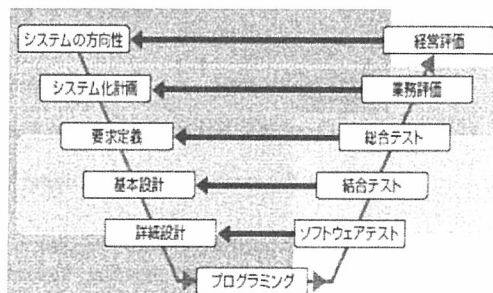 システムの方向性
経営評価
システム化計画
業務評価
要求定義
総合テスト
基本設計
結合テスト
詳細設計
ソフトウェアテスト
プログラミング